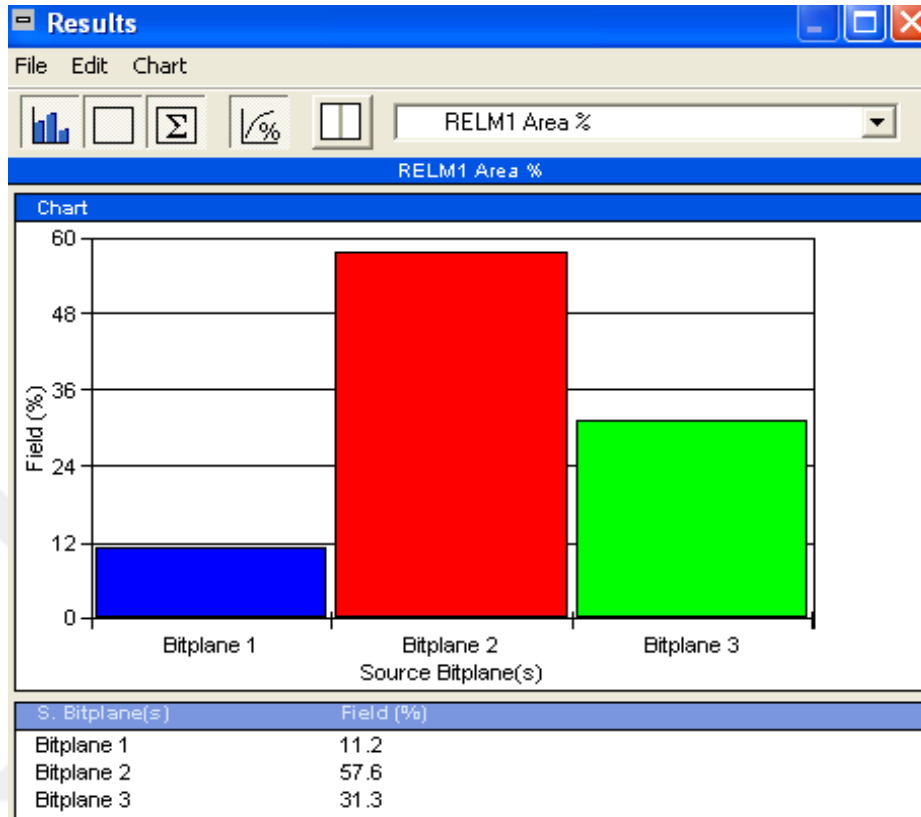 Results
File Edit Chart
Σ % RELM1 Area %
RELM1 Area %
Chart
60
48
36
24
12
0
Field (%)
Bitplane 1 Bitplane 2 Bitplane 3
Source Bitplane(s)
S. Bitplane(s) Field (%)
Bitplane 1 11.2
Bitplane 2 57.6
Bitplane 3 31.3